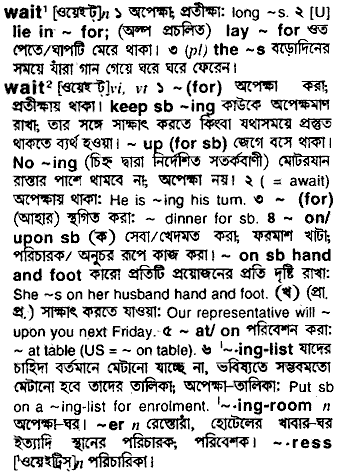 wait¹ [ওয়েইট্]n ১ অপেক্ষা; প্রতীক্ষা: long ~s. ২ [U]
lie in ~ for; (অল্প প্রচলিত) lay ~ for ওত
পেতে/ঘাপটি মেরে থাকা। ৩ (pl) the ~s বড়োদিনের
সময়ে যাঁরা গান গেয়ে ঘরে ঘরে ফেরেন।
wait² [ওয়েইট্]vi, vt ১ ~ (for) অপেক্ষা করা;
প্রতীক্ষায় থাকা। keep sb ~ing কাউকে অপেক্ষমাণ
রাখা; তার সঙ্গে সাক্ষাৎ করতে কিংবা যথাসময়ে প্রস্তুত
থাকতে ব্যর্থ হওয়া। ~ up (for sb) জেগে বসে থাকা।
No ~ing (চিহ্ন দ্বারা নির্দেশিত সতর্কবাণী) মোটরযান
রাস্তার পাশে থামবে না; অপেক্ষা নয়। ২ ( = await)
অপেক্ষায় থাকা: He is ~ing his turn. ৩ ~ (for)
(আহার) স্থগিত করা: ~ dinner for sb. ৪ ~ on/
upon sb (ক) সেবা/খেদমত করা; ফরমাশ খাটা;
পরিচারক/ অনুচর রূপে কাজ করা। ~ on sb hand
and foot কারো প্রতিটি প্রয়োজনের প্রতি দৃষ্টি রাখা:
She ~s on her husband hand and foot. (খ) (প্রা.
প্র.) সাক্ষাৎ করতে যাওয়া: Our representative will ~
upon you next Friday. ৫ ~ at/ on পরিবেশন করা:
~ at table (US = ~ on table). ৬ ˈ~·ing-list যাদের
চাহিদা বর্তমানে মেটানো যাচ্ছে না, ভবিষ্যতে সম্ভবমতো
মেটানো হবে তাদের তালিকা; অপেক্ষা-তালিকা: Put sb
on a ~ing-list for enrolment. ˈ~·ing-room n
অপেক্ষা-ঘর। ~er n রেস্তোরাঁ, হোটেলের খাবার-ঘর
ইত্যাদি স্থানের পরিচারক; পরিবেশক। ~·ress
[ওয়েইট্রিস্]n পরিচারিকা।